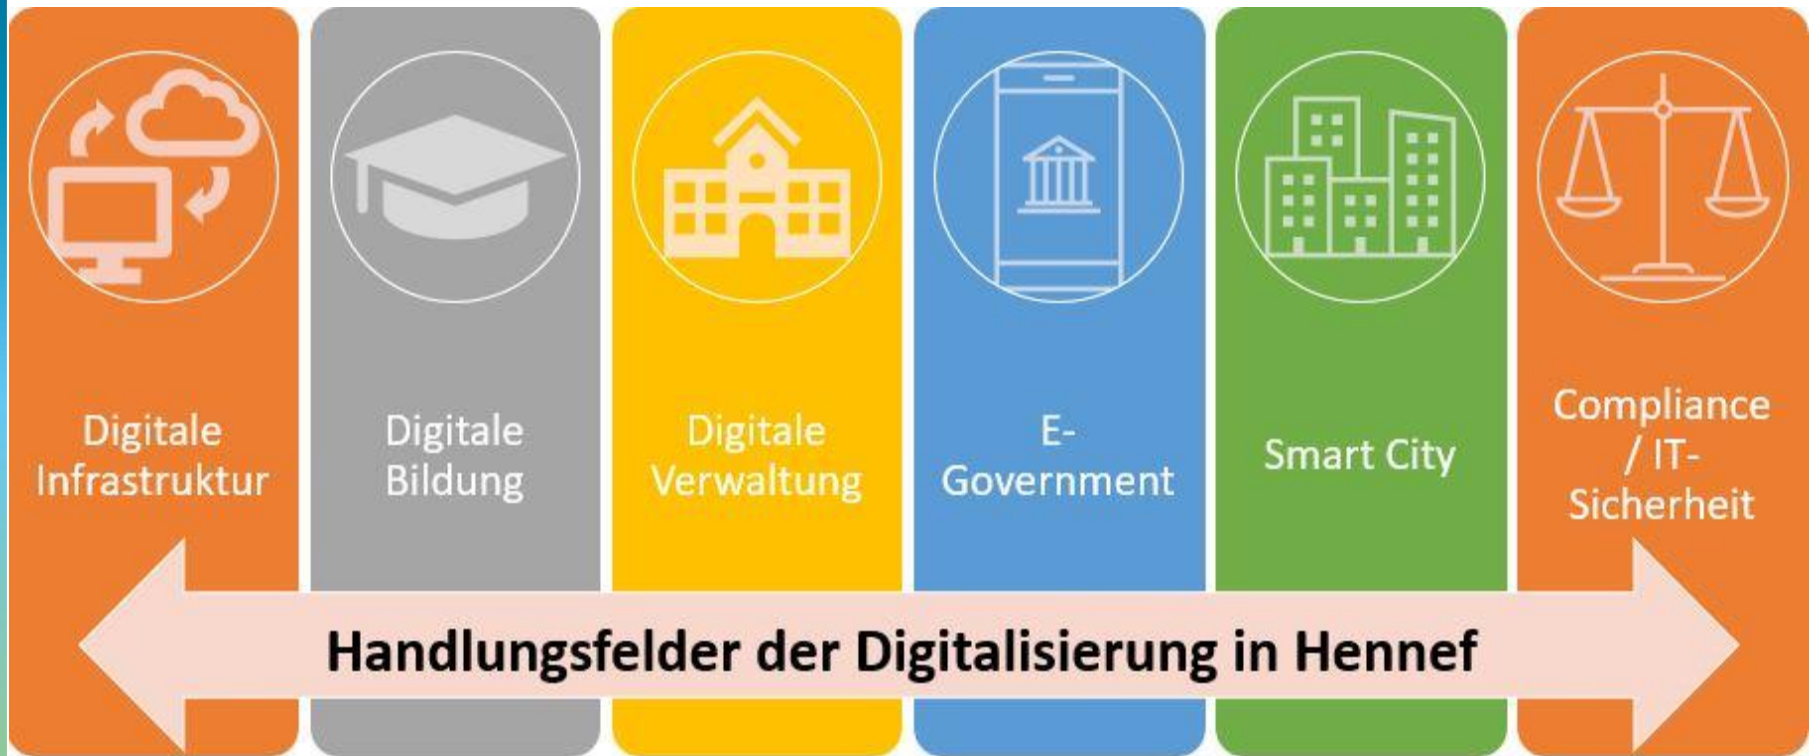 Digitale
Infrastruktur
Digitale
Bildung
Digitale
Verwaltung
E-
Government
Smart City
Compliance
/ IT-
Sicherheit
Handlungsfelder der Digitalisierung in Hennef